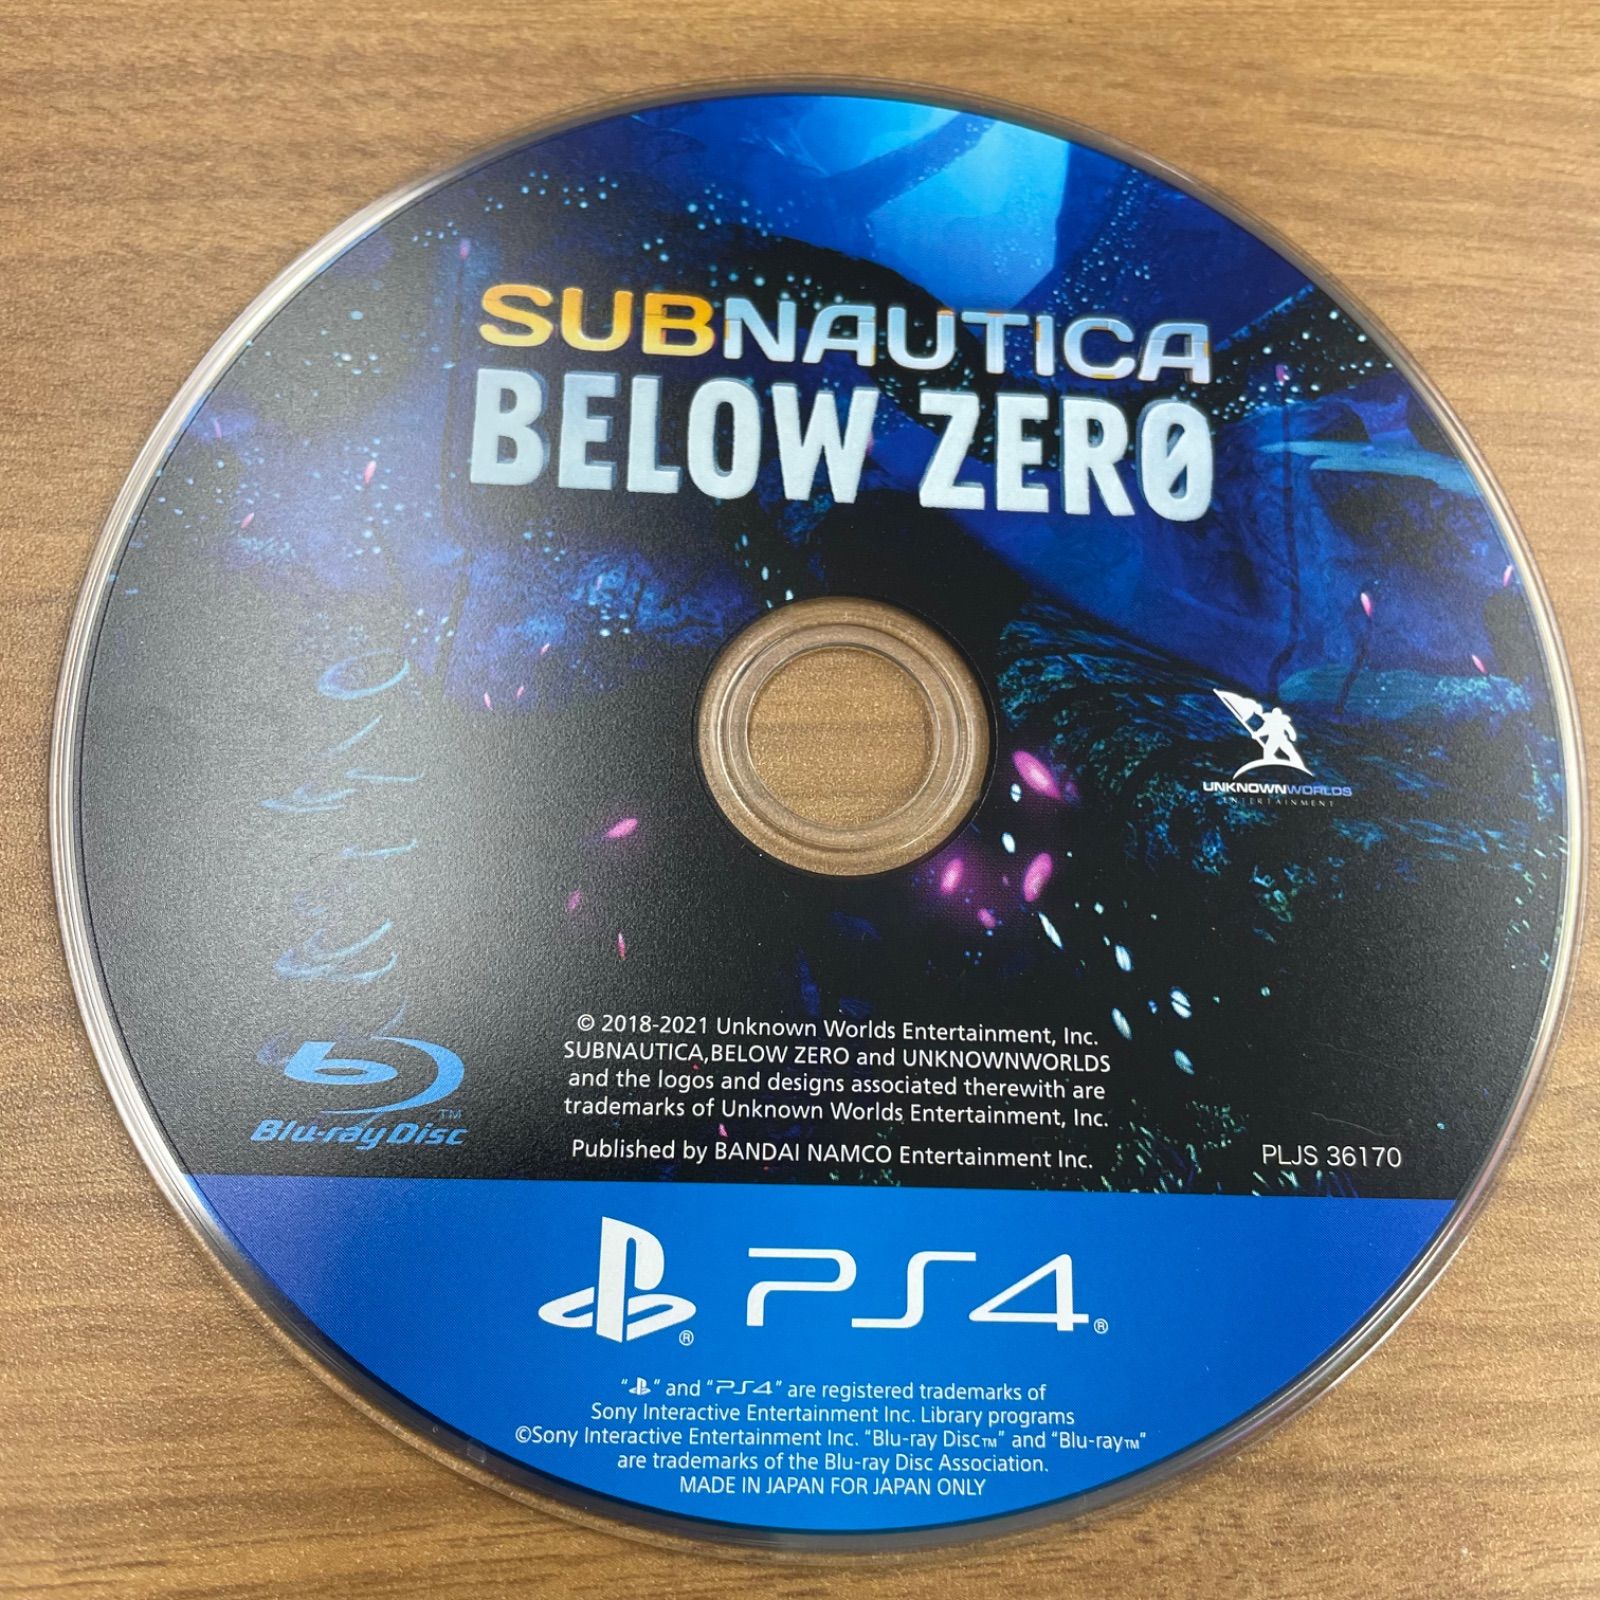 SUBNAUTICA
BELOW ZERO
UNKNOWNWORLDS
ENTERTAINMENT
© 2018-2021 Unknown Worlds Entertainment, Inc.
SUBNAUTICA,BELOW ZERO and UNKNOWNWORLDS
and the logos and designs associated therewith are
trademarks of Unknown Worlds Entertainment, Inc.
Published by BANDAI NAMCO Entertainment Inc.
TM
Blu-ray Disc
PLJS 36170
® PS4®
" " and "PS4" are registered trademarks of
Sony Interactive Entertainment Inc. Library programs
©Sony Interactive Entertainment Inc. "Blu-ray Disc™" and "Blu-ray™"
are trademarks of the Blu-ray Disc Association.
MADE IN JAPAN FOR JAPAN ONLY